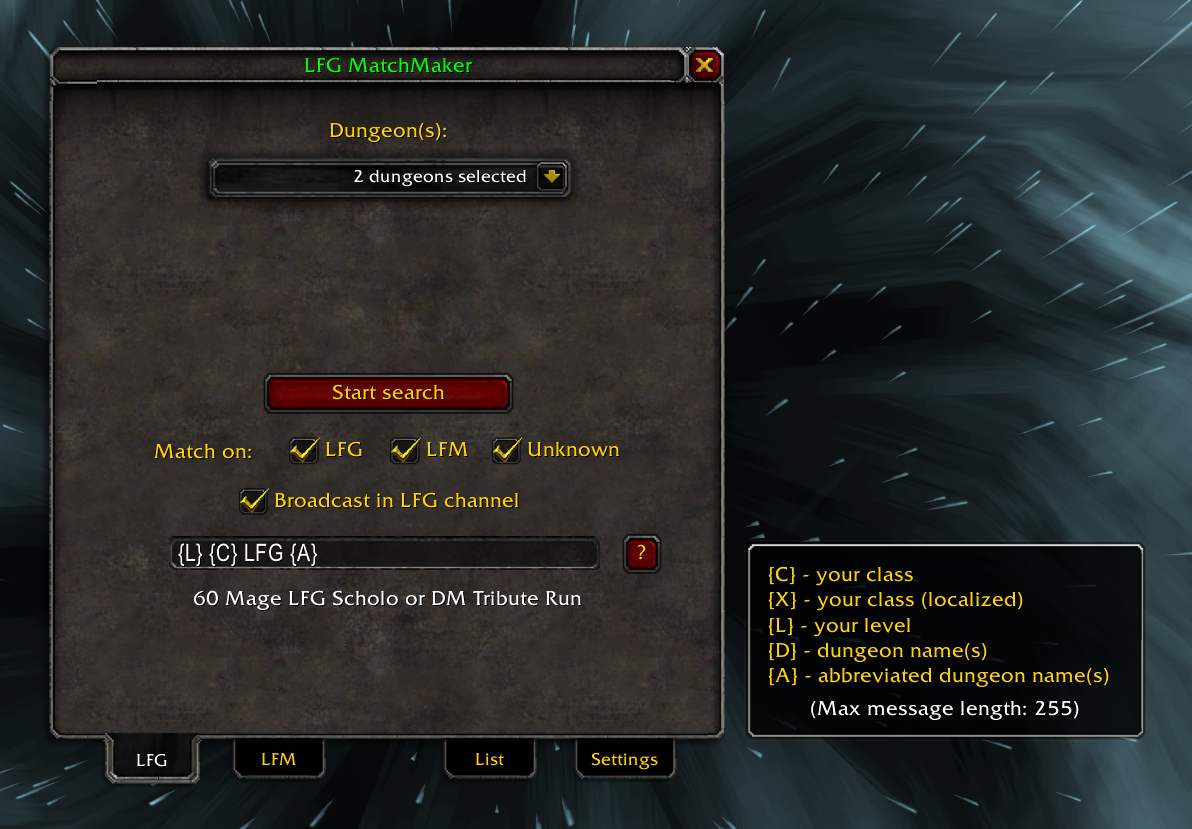 LFG MatchMaker
Dungeon(s):
2 dungeons selected
Start search
Match on: LFG LFM Unknown
Broadcast in LFG channel
{L} {C} LFG {A}
?
60 Mage LFG Scholo or DM Tribute Run
{C} - your class
{X} - your class (localized)
{L} - your level
{D} - dungeon name(s)
{A} - abbreviated dungeon name(s)
(Max message length: 255)
LFG LFM List Settings